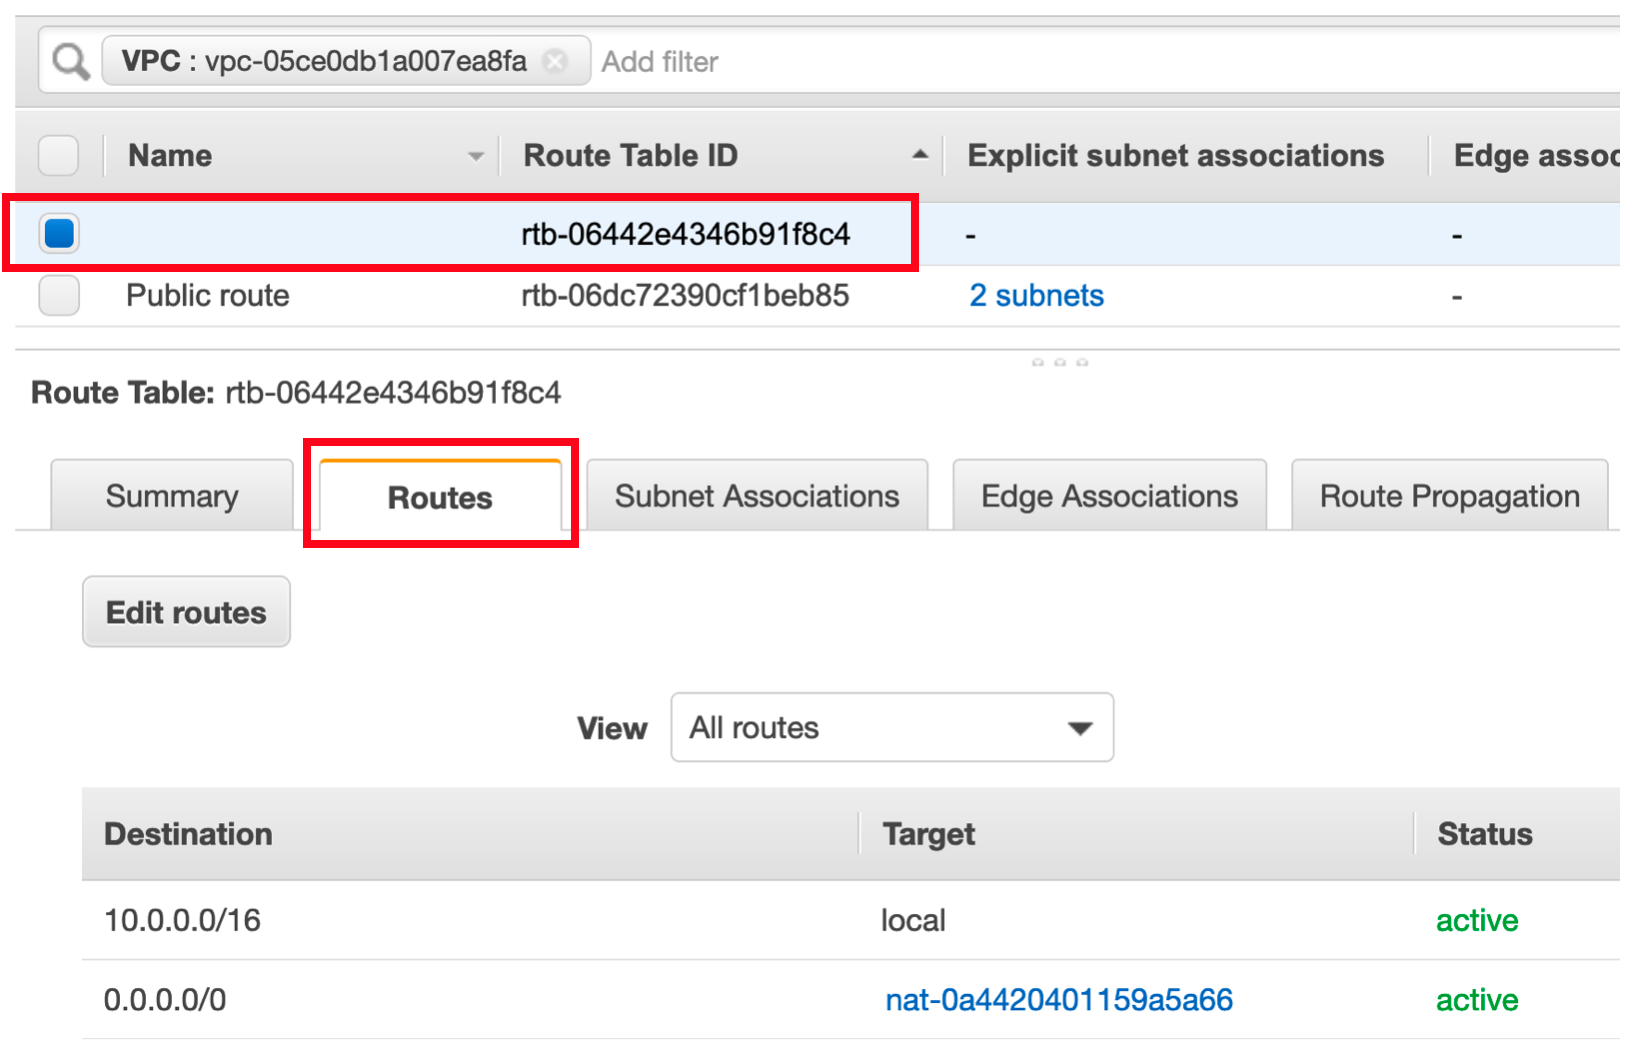 VPC : vpc-05ce0db1a007ea8fa Add filter
Name Route Table ID Explicit subnet associations Edge assoc
rtb-06442e4346b91f8c4 - -
Public route rtb-06dc72390cf1beb85 2 subnets -
Route Table: rtb-06442e4346b91f8c4
Summary Routes Subnet Associations Edge Associations Route Propagation
Edit routes
View All routes
Destination Target Status
10.0.0.0/16 local active
0.0.0.0/0 nat-0a4420401159a5a66 active